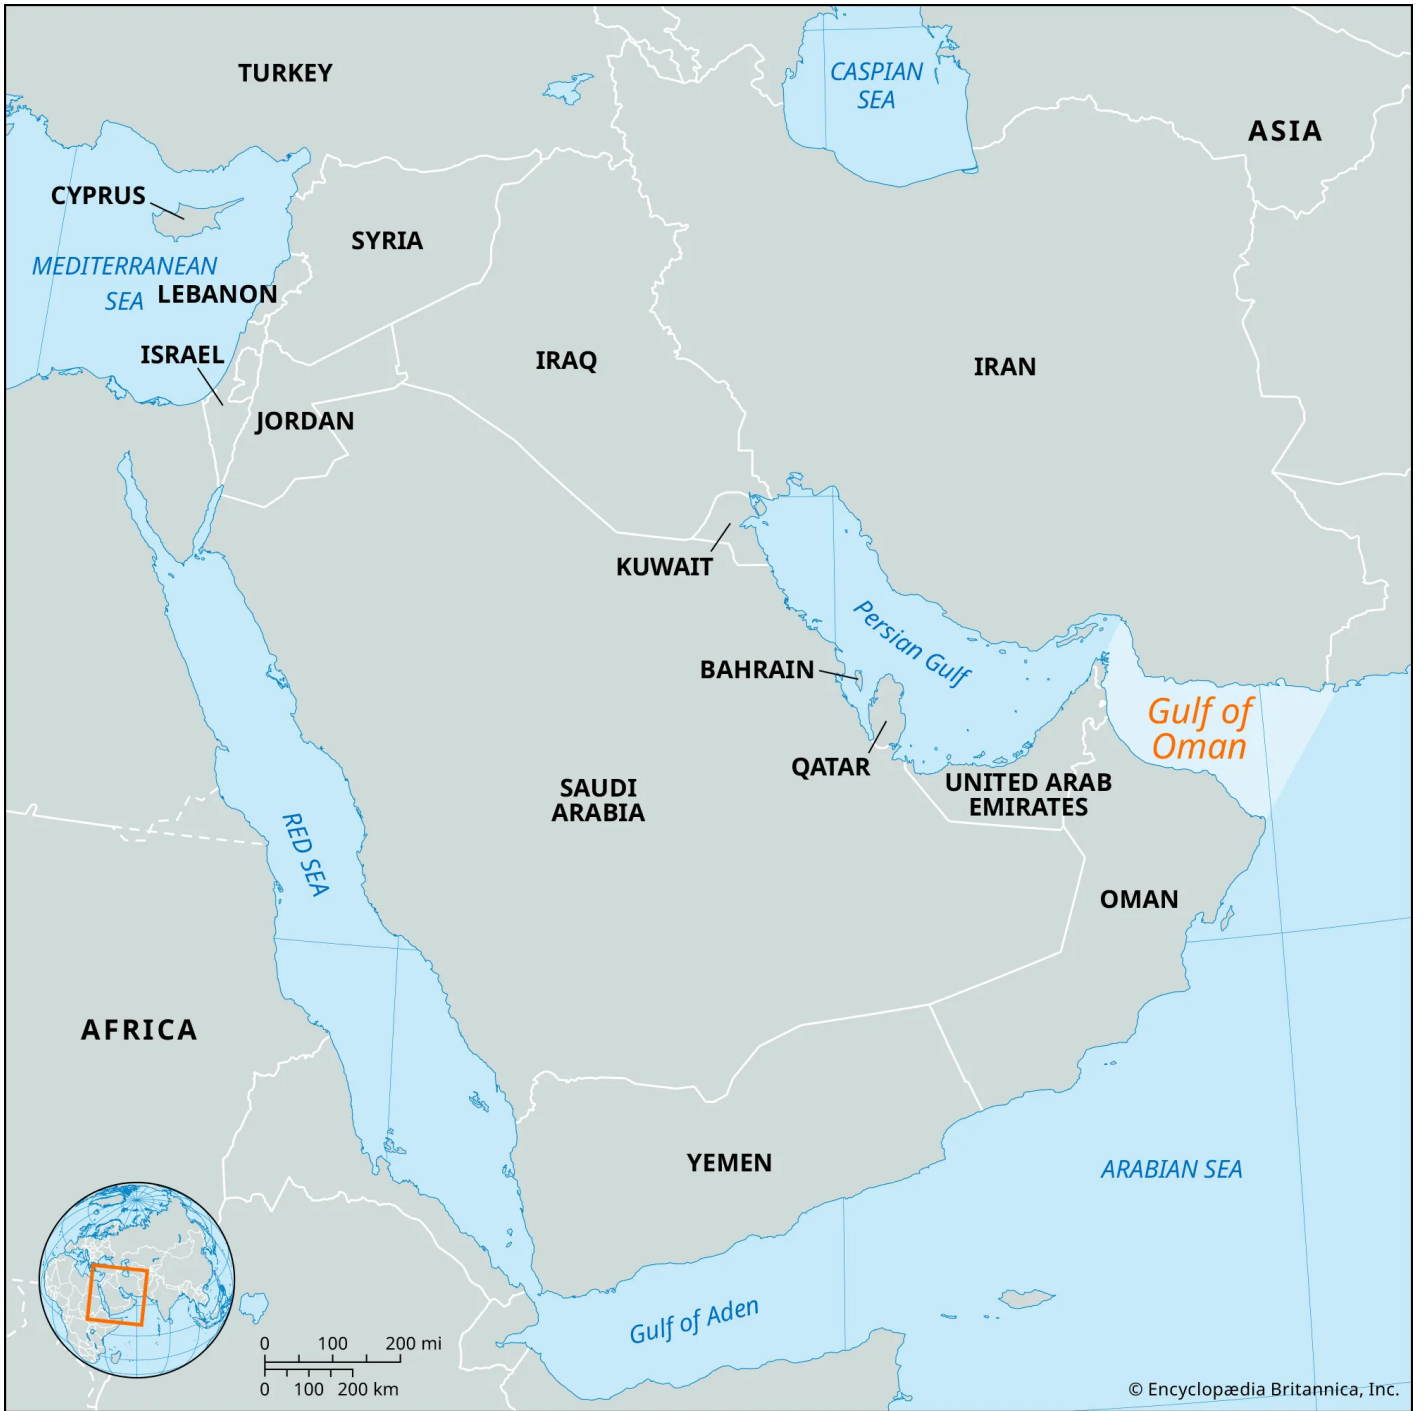 TURKEY
CASPIAN
SEA
ASIA
CYPRUS
SYRIA
MEDITERRANEAN
SEA
LEBANON
ISRAEL
IRAQ
IRAN
JORDAN
KUWAIT
Persian Gulf
BAHRAIN
Gulf of
Oman
QATAR
SAUDI
ARABIA
UNITED ARAB
EMIRATES
RED SEA
OMAN
AFRICA
YEMEN
ARABIAN SEA
Gulf of Aden
0 100 200 mi
0 100 200 km
© Encyclopædia Britannica, Inc.